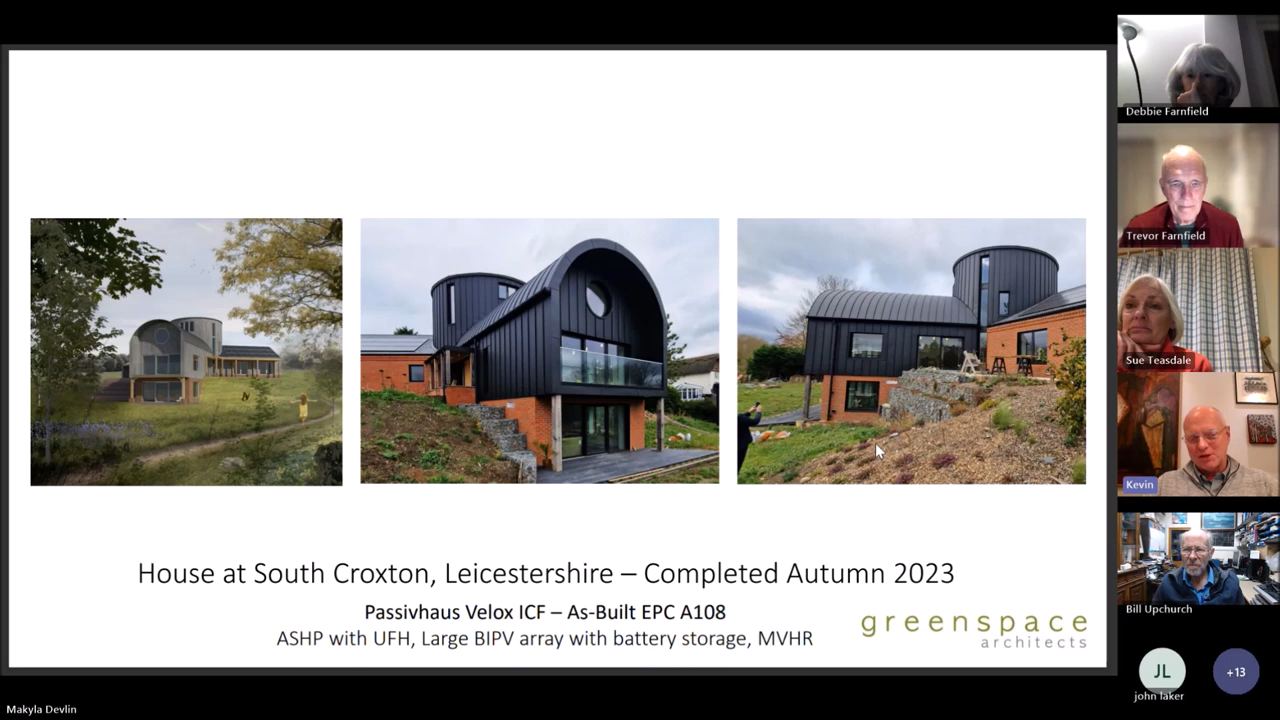 House at South Croxton, Leicestershire – Completed Autumn 2023
Passivhaus Velox ICF – As-Built EPC A108
ASHP with UFH, Large BIPV array with battery storage, MVHR
greenspace
architects
Debbie Farnfield
Trevor Farnfield
Sue Teasdale
Kevin
Bill Upchurch
JL
+13
john laker
Makyla Devlin